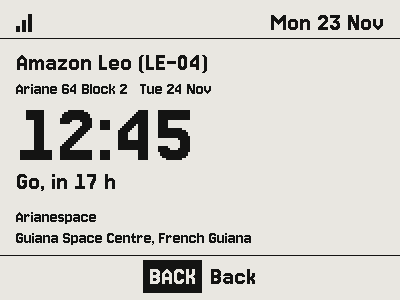 Mon 23 Nov
Amazon Leo (LE-04)
Ariane 64 Block 2 Tue 24 Nov
12:45
Go, in 17 h
Arianespace
Guiana Space Centre, French Guiana
BACK Back